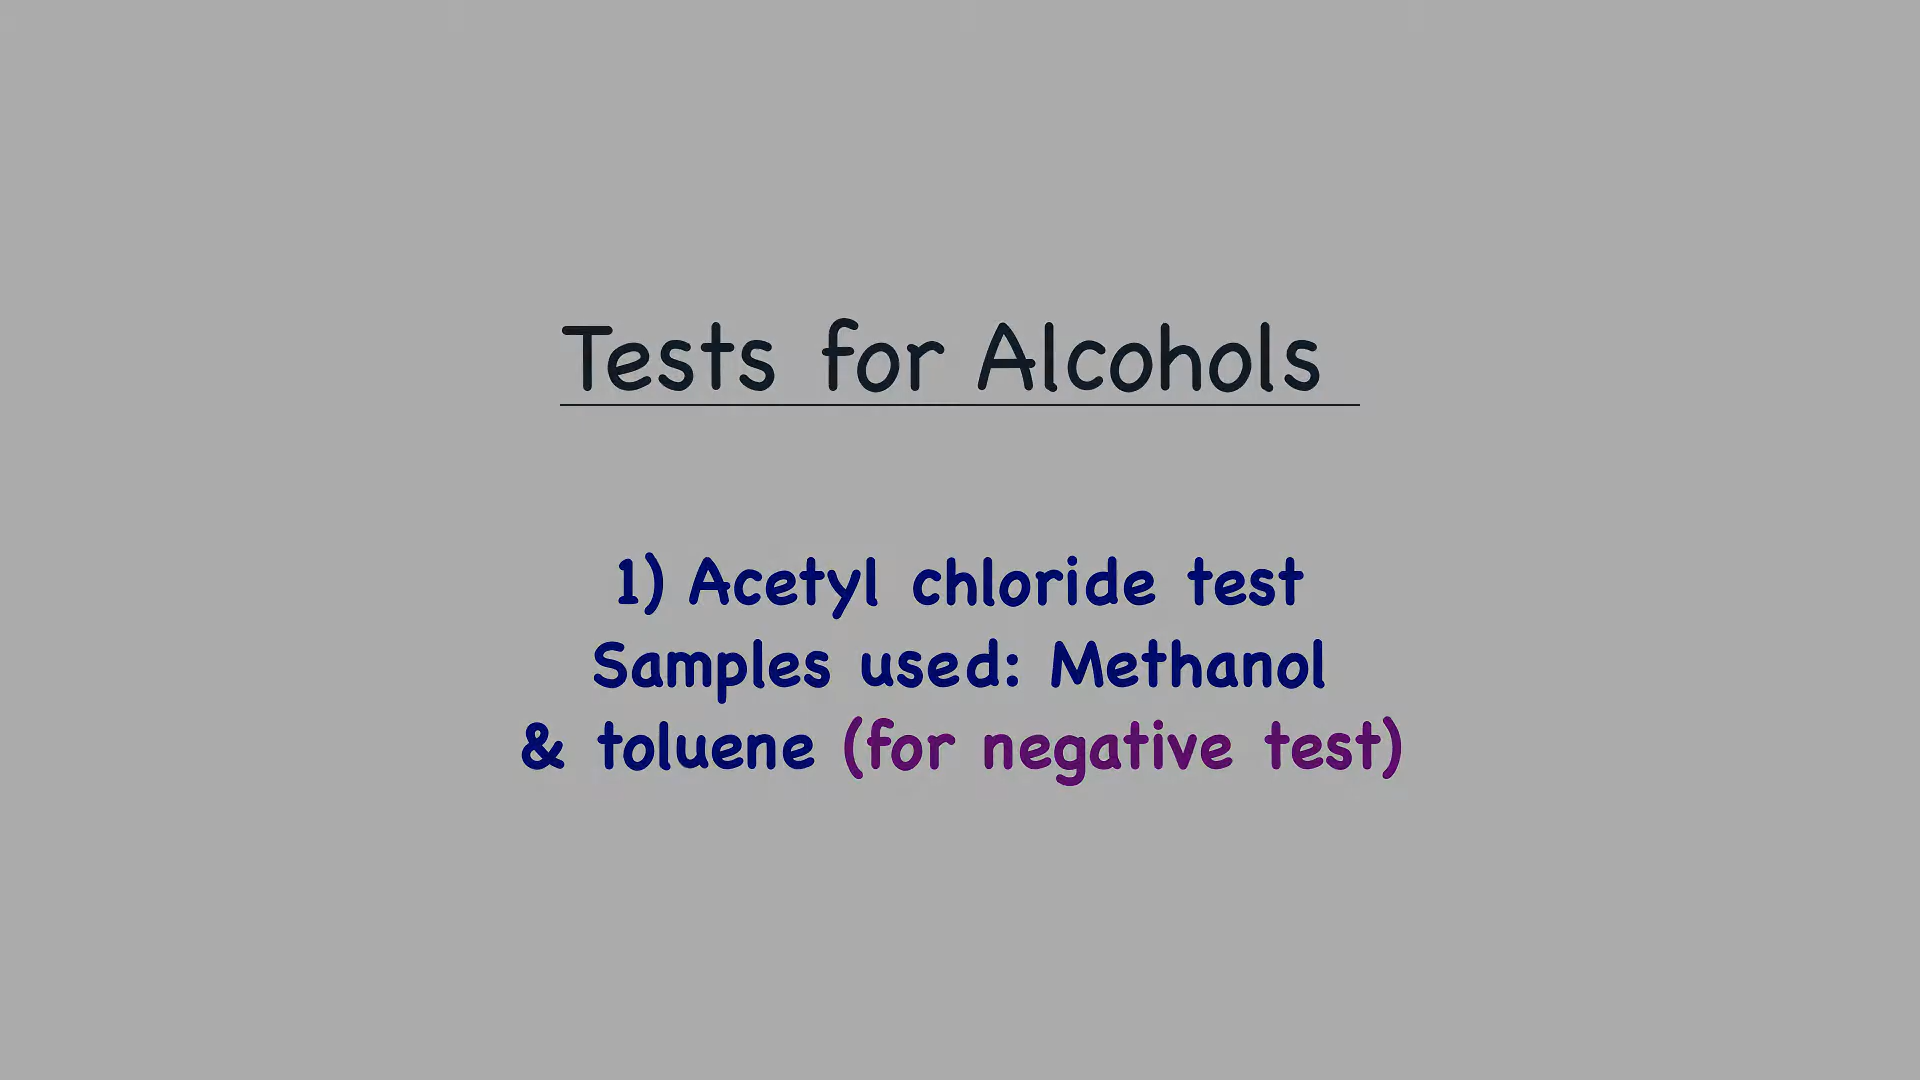 Tests for Alcohols
1) Acetyl chloride test
Samples used: Methanol
& toluene (for negative test)